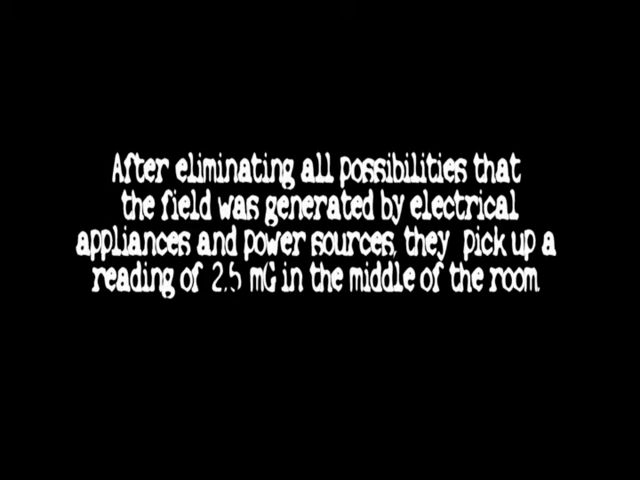 After eliminating all possibilities that
the field was generated by electrical
appliances and power sources, they pick up a
reading of 2.5 mG in the middle of the room